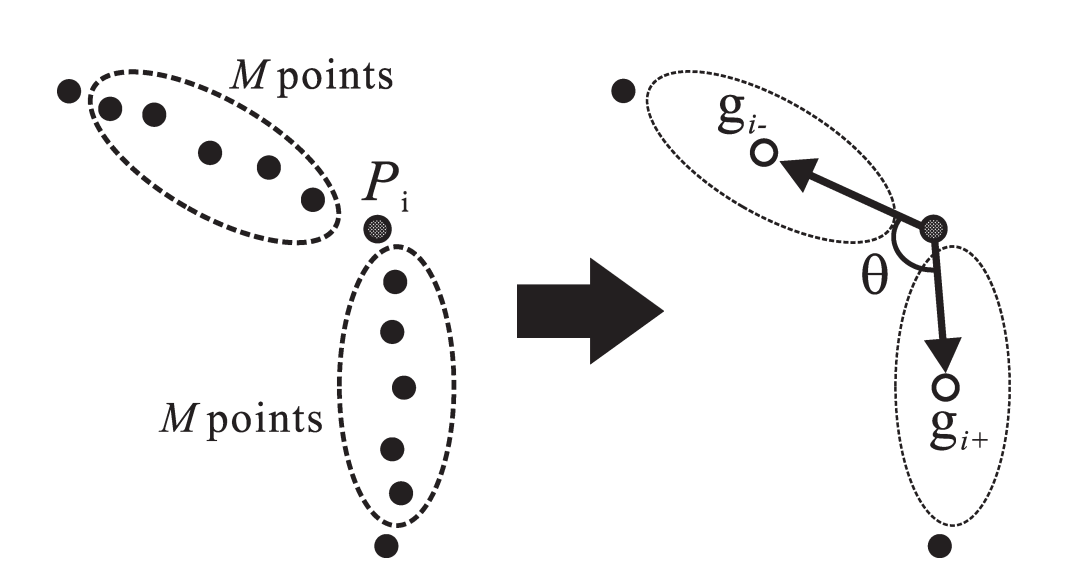 M points
P i
M points
g i-
θ
g i+